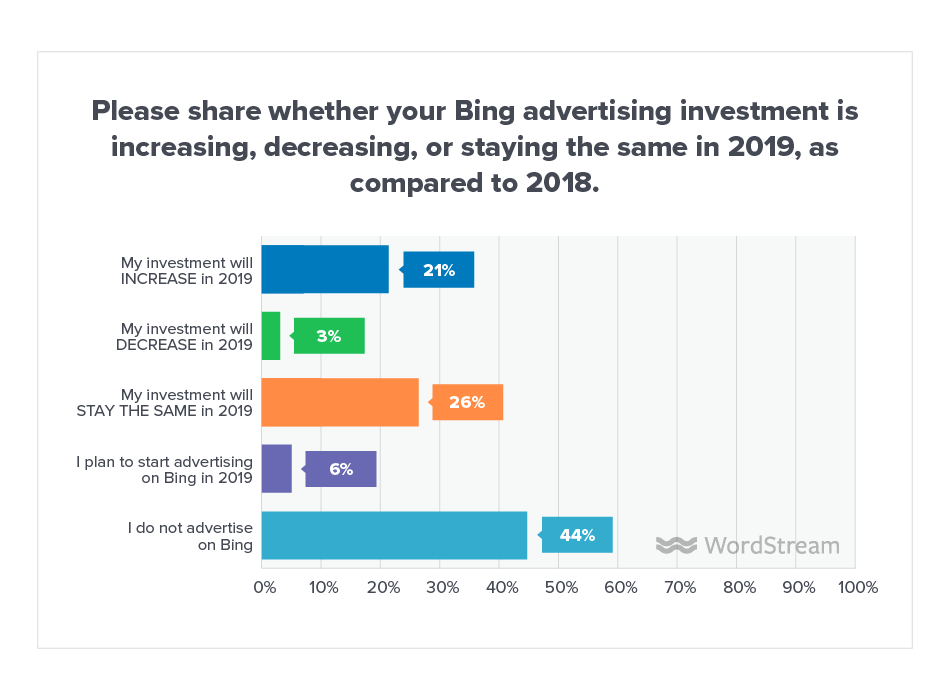 Please share whether your Bing advertising investment is
increasing, decreasing, or staying the same in 2019, as
compared to 2018.
My investment will
INCREASE in 2019
21%
My investment will
DECREASE in 2019
3%
My investment will
STAY THE SAME in 2019
26%
I plan to start advertising
on Bing in 2019
6%
I do not advertise
on Bing
44%
WordStream
0% 10% 20% 30% 40% 50% 60% 70% 80% 90% 100%